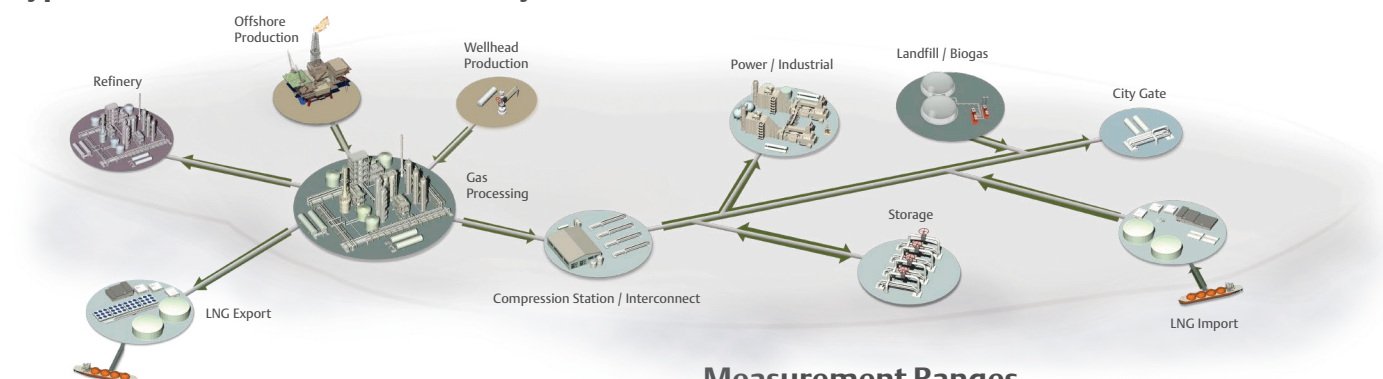 Offshore
Production
Wellhead
Production
Refinery
Power / Industrial
Landfill / Biogas
City Gate
Gas
Processing
Storage
Compression Station / Interconnect
LNG Export
LNG Import
Measurement Ranges